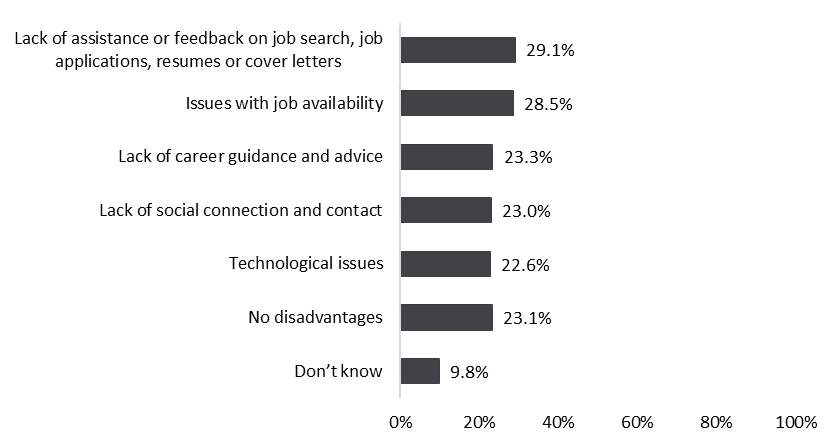 Lack of assistance or feedback on job search, job
applications, resumes or cover letters
29.1%
Issues with job availability
28.5%
Lack of career guidance and advice
23.3%
Lack of social connection and contact
23.0%
Technological issues
22.6%
No disadvantages
23.1%
Don’t know
9.8%
0% 20% 40% 60% 80% 100%